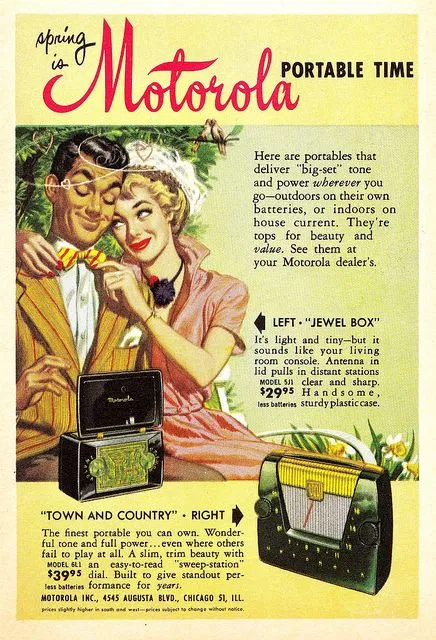 spring
is
Motorola
PORTABLE TIME
Here are portables that
deliver "big-set" tone
and power wherever you
go—outdoors on their own
batteries, or indoors on
house current. They're
tops for beauty and
value. See them at
your Motorola dealer's.
LEFT • "JEWEL BOX"
It's light and tiny—but it
sounds like your living
room console. Antenna in
lid pulls in distant stations
MODEL 5J1 clear and sharp.
$29.95 Handsome,
less batteries sturdy plastic case.
Motorola
"TOWN AND COUNTRY" • RIGHT
The finest portable you can own. Wonder-
ful tone and full power...even where others
fail to play at all. A slim, trim beauty with
MODEL 6L1 an easy-to-read "sweep-station"
$39.95 dial. Built to give standout per-
less batteries formance for years.
MOTOROLA INC., 4545 AUGUSTA BLVD., CHICAGO 51, ILL.
prices slightly higher in south and west—prices subject to change without notice.